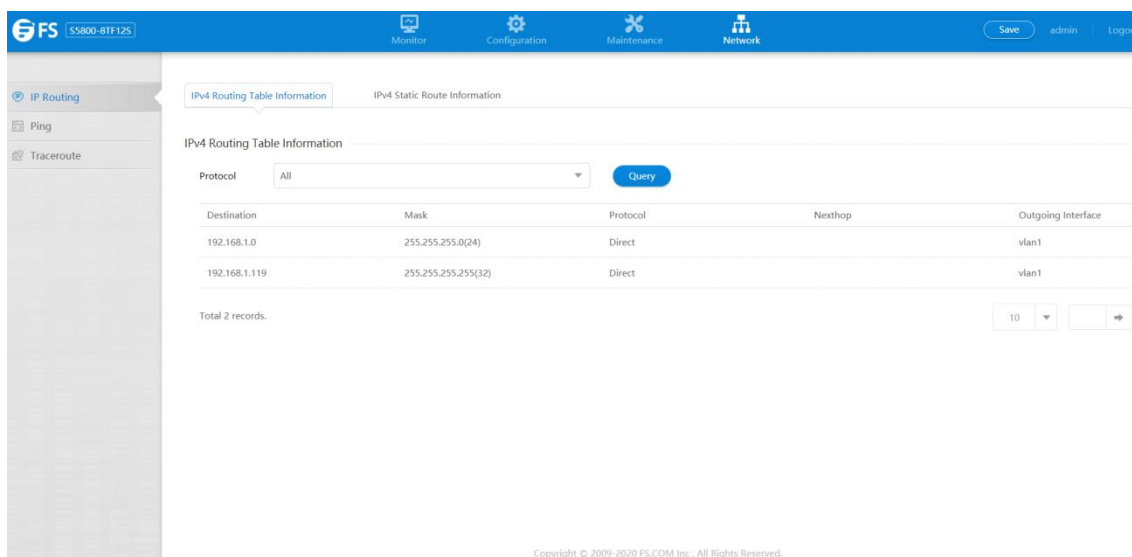 FS S5800-8TF12S Monitor Configuration Maintenance Network Save admin Logou
IP Routing
Ping
Traceroute
IPv4 Routing Table Information IPv4 Static Route Information
IPv4 Routing Table Information
Protocol All Query
Destination Mask Protocol Nexthop Outgoing Interface
192.168.1.0 255.255.255.0(24) Direct vlan1
192.168.1.119 255.255.255.255(32) Direct vlan1
Total 2 records. 10
Copyright © 2009-2020 FS.COM Inc . All Rights Reserved.